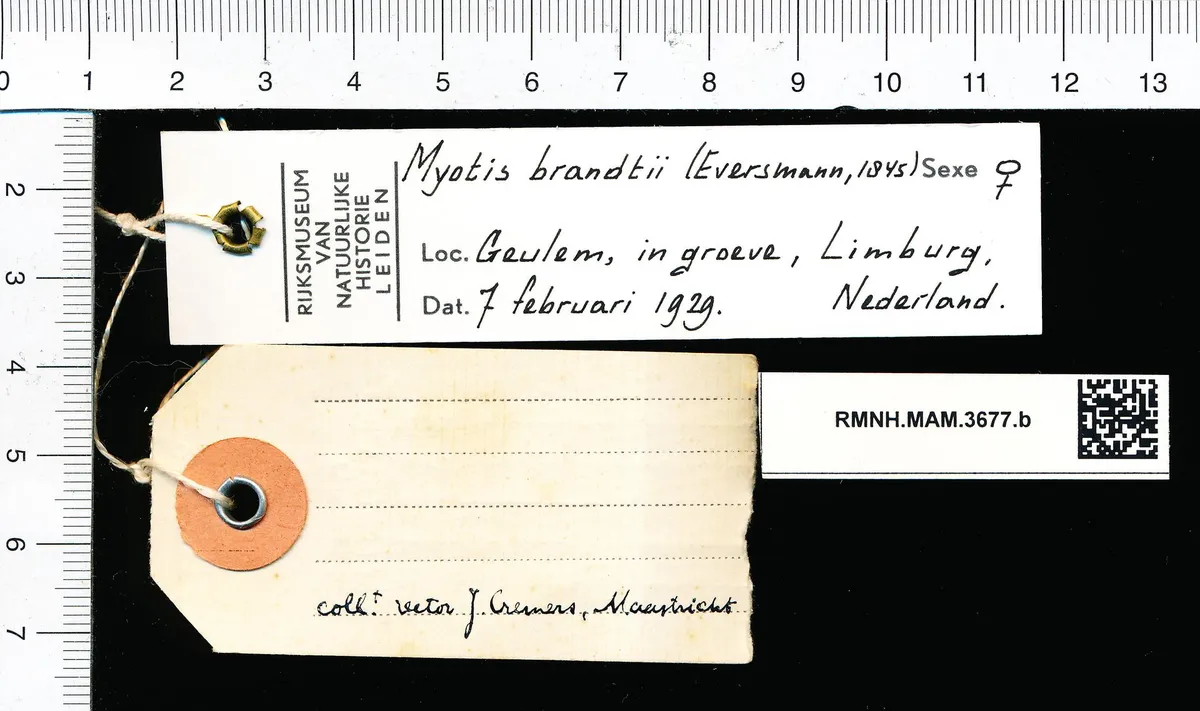 0 1 2 3 4 5 6 7 8 9 10 11 12 13
2
3
4
5
6
7
RIJKSMUSEUM
VAN
NATUURLIJKE
HISTORIE
LEIDEN
Myotis brandtii (Eversmann, 1845) Sexe ♀
Loc. Geulem, in groeve, Limburg,
Nederland.
Dat. 7 februari 1929.
RMNH.MAM.3677.b
J. Cremers, Maastricht